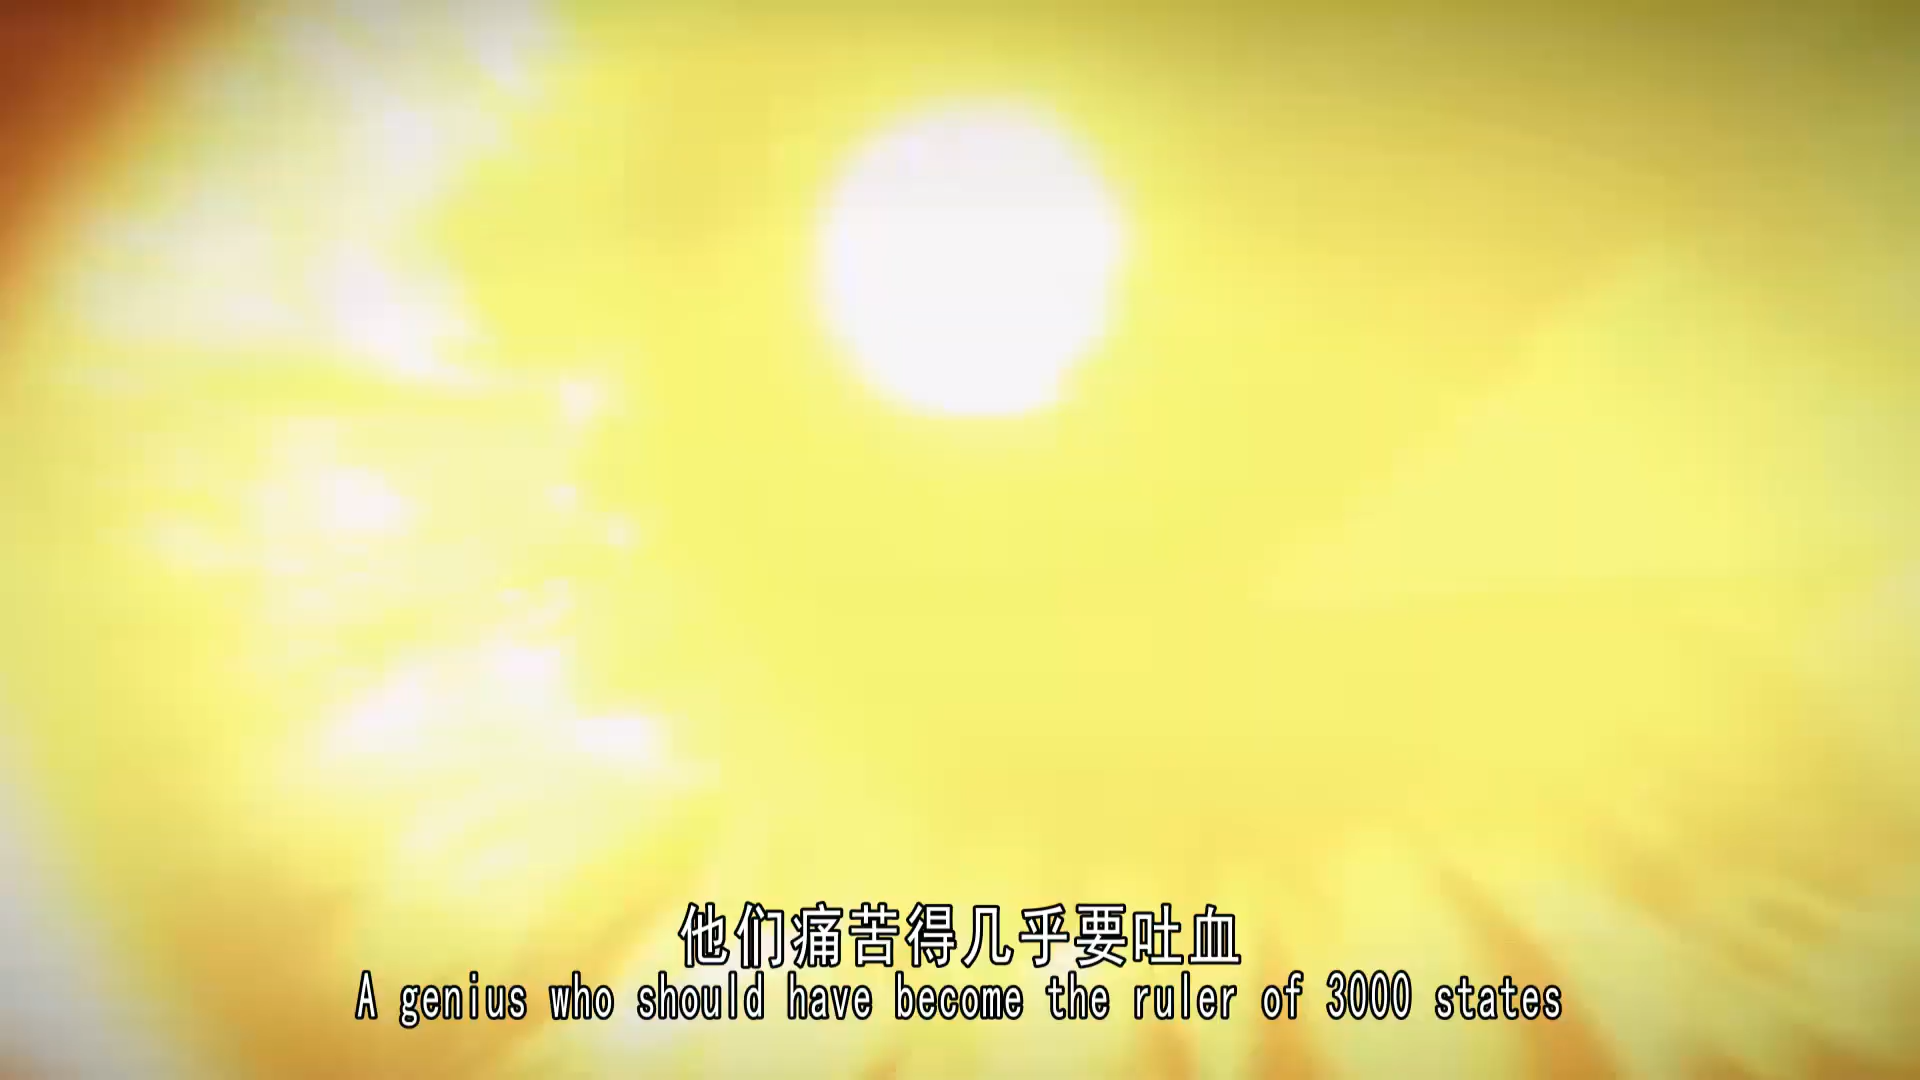 他们痛苦得几乎要吐血
A genius who should have become the ruler of 3000 states